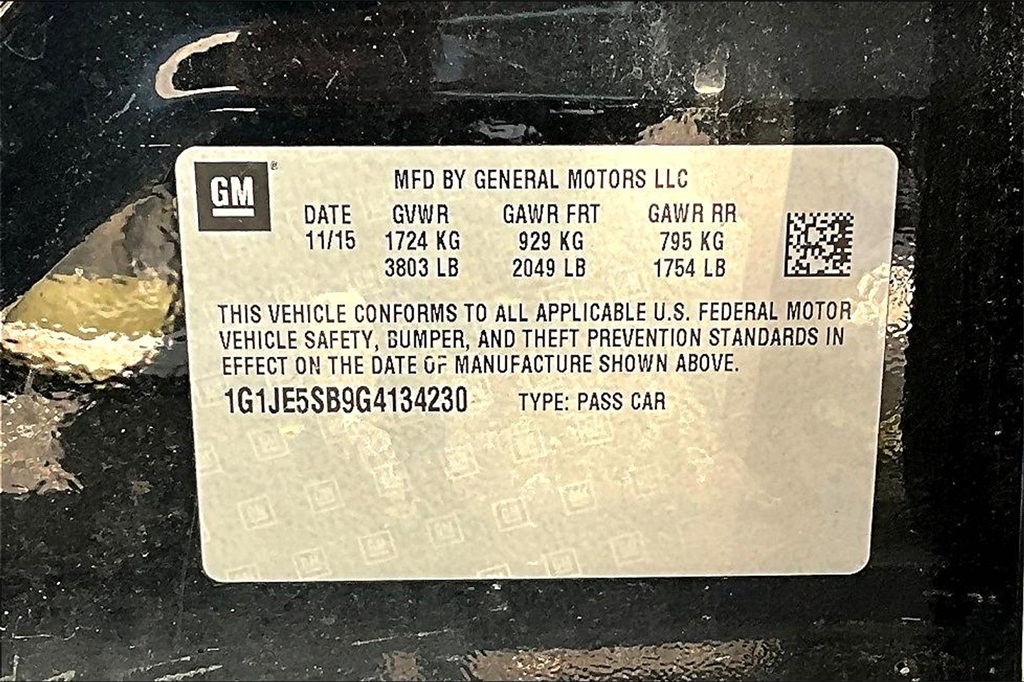 GM ®
MFD BY GENERAL MOTORS LLC
DATE GVWR GAWR FRT GAWR RR
11/15 1724 KG 929 KG 795 KG
3803 LB 2049 LB 1754 LB
THIS VEHICLE CONFORMS TO ALL APPLICABLE U.S. FEDERAL MOTOR
VEHICLE SAFETY, BUMPER, AND THEFT PREVENTION STANDARDS IN
EFFECT ON THE DATE OF MANUFACTURE SHOWN ABOVE.
1G1JE5SB9G4134230 TYPE: PASS CAR